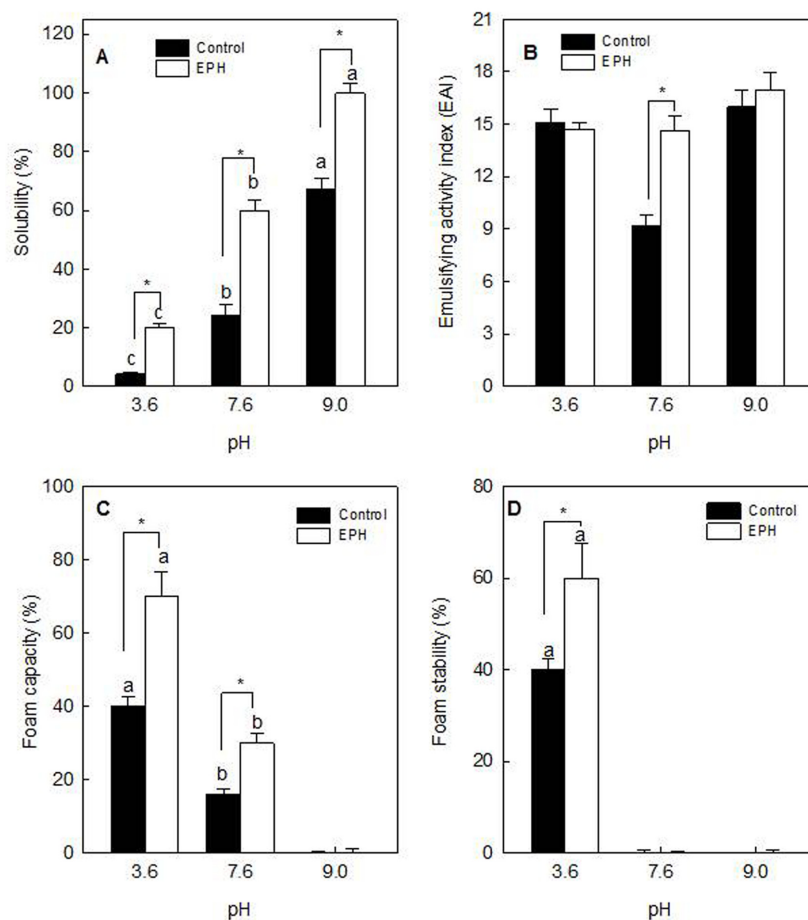 A
Control
EPH
Solubility (%)
120
100
80
60
40
20
0
*
*
*
c
c
b
b
a
a
3.6 7.6 9.0
pH
B
Control
EPH
Emulsifying activity index (EAI)
21
18
15
12
9
6
3
0
*
3.6 7.6 9.0
pH
C
Control
EPH
Foam capacity (%)
100
80
60
40
20
0
*
*
a
a
b
b
3.6 7.6 9.0
pH
D
Control
EPH
Foam stability (%)
80
60
40
20
0
*
a
a
3.6 7.6 9.0
pH